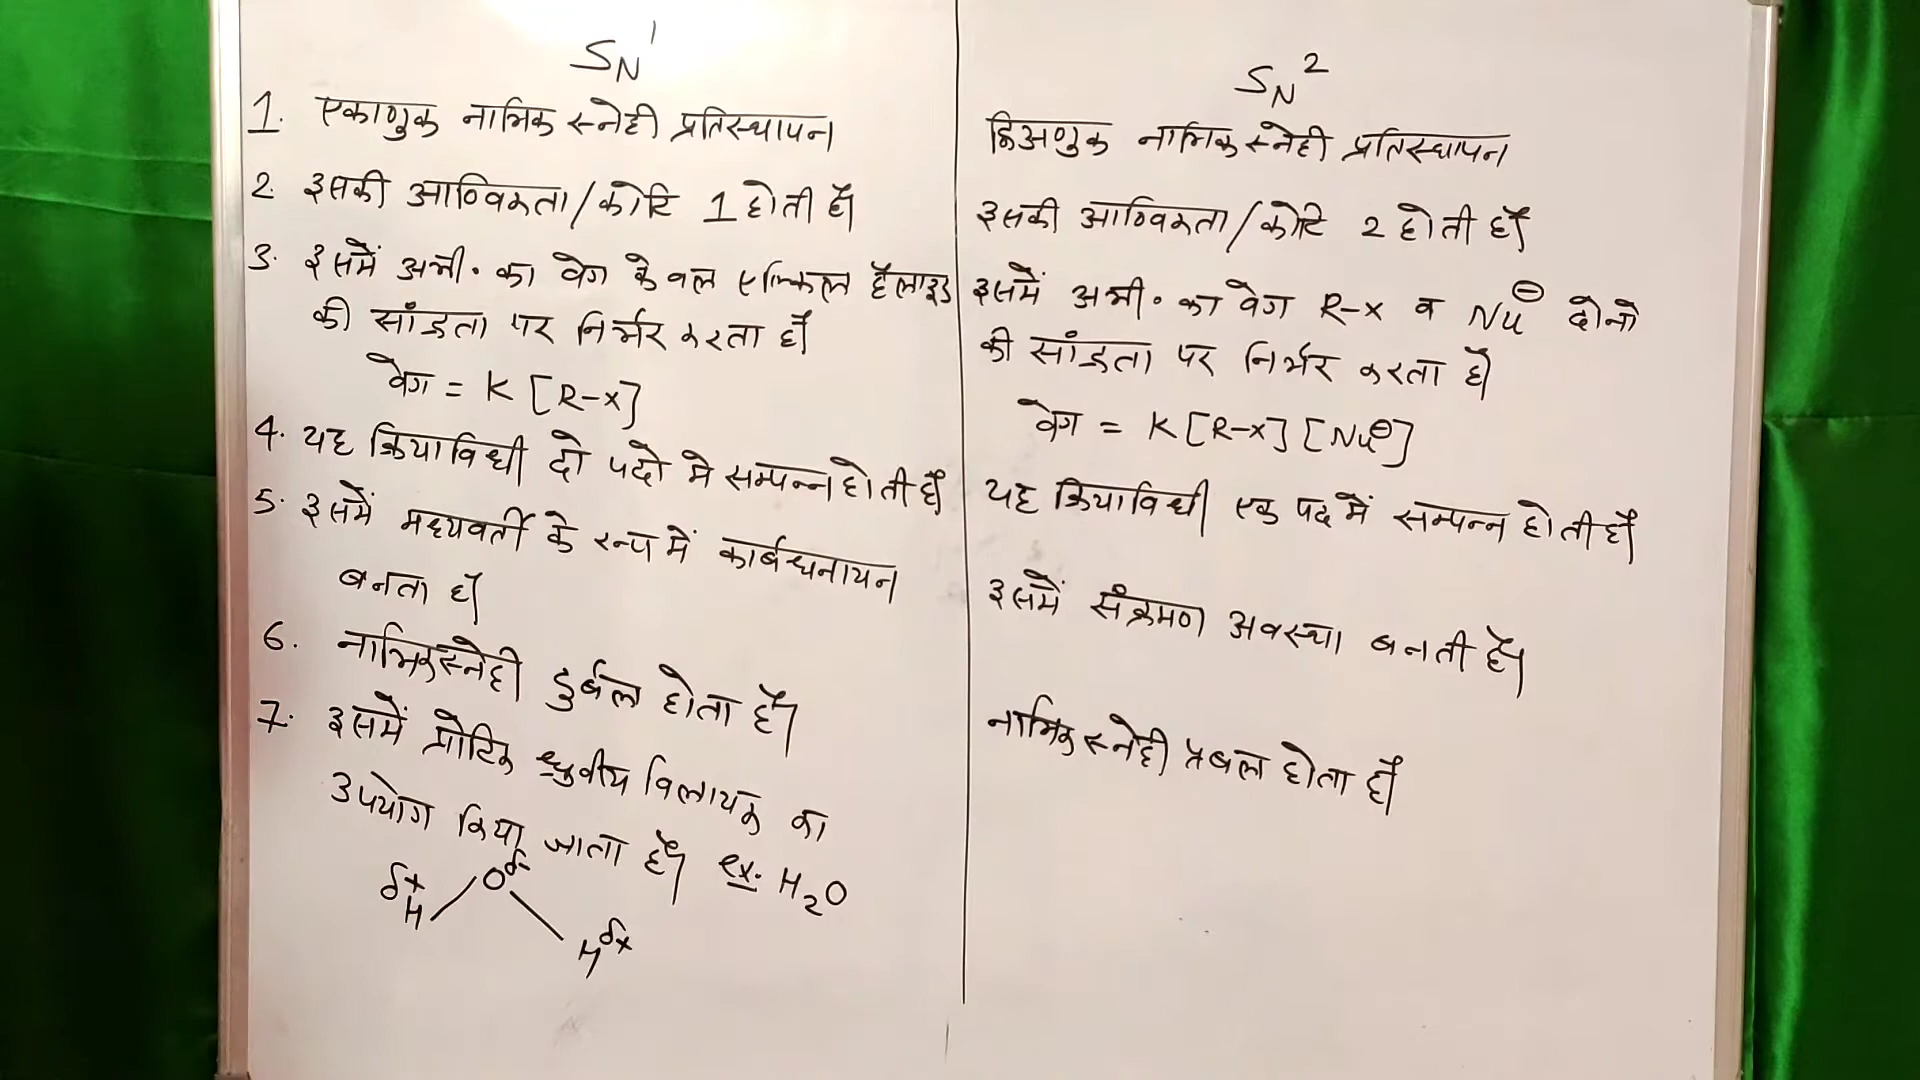 SN1
1. एकाणुक नाभिक स्नेही प्रतिस्थापन
2. इसकी आण्विकता/कोटि 1 होती हैं
3. इसमें अभी. का वेग केवल एल्किल हैलाइड
की सांद्रता पर निर्भर करता हैं
वेग = K [R-x]
4. यह क्रियाविधी दो पदो मे सम्पन्न होती हैं
5. इसमें मध्यवर्ती के रूप में कार्बधनायन
बनता हैं
6. नाभिकस्नेही दुर्बल होता हैं
7. इसमें प्रोटिक ध्रुवीय विलायक का
उपयोग किया जाता हैं ex. H2O
δ+ H O δ- H δ+
SN2
द्विअणुक नाभिक स्नेही प्रतिस्थापन
इसकी आण्विकता/कोटि 2 होती हैं
इसमें अभी. का वेग R-x व Nu⊖ दोनो
की सांद्रता पर निर्भर करता हैं
वेग = K [R-x] [Nu⊖]
यह क्रियाविधी एक पद में सम्पन्न होती हैं
इसमें संक्रमण अवस्था बनती हैं
नाभिक स्नेही प्रबल होता हैं